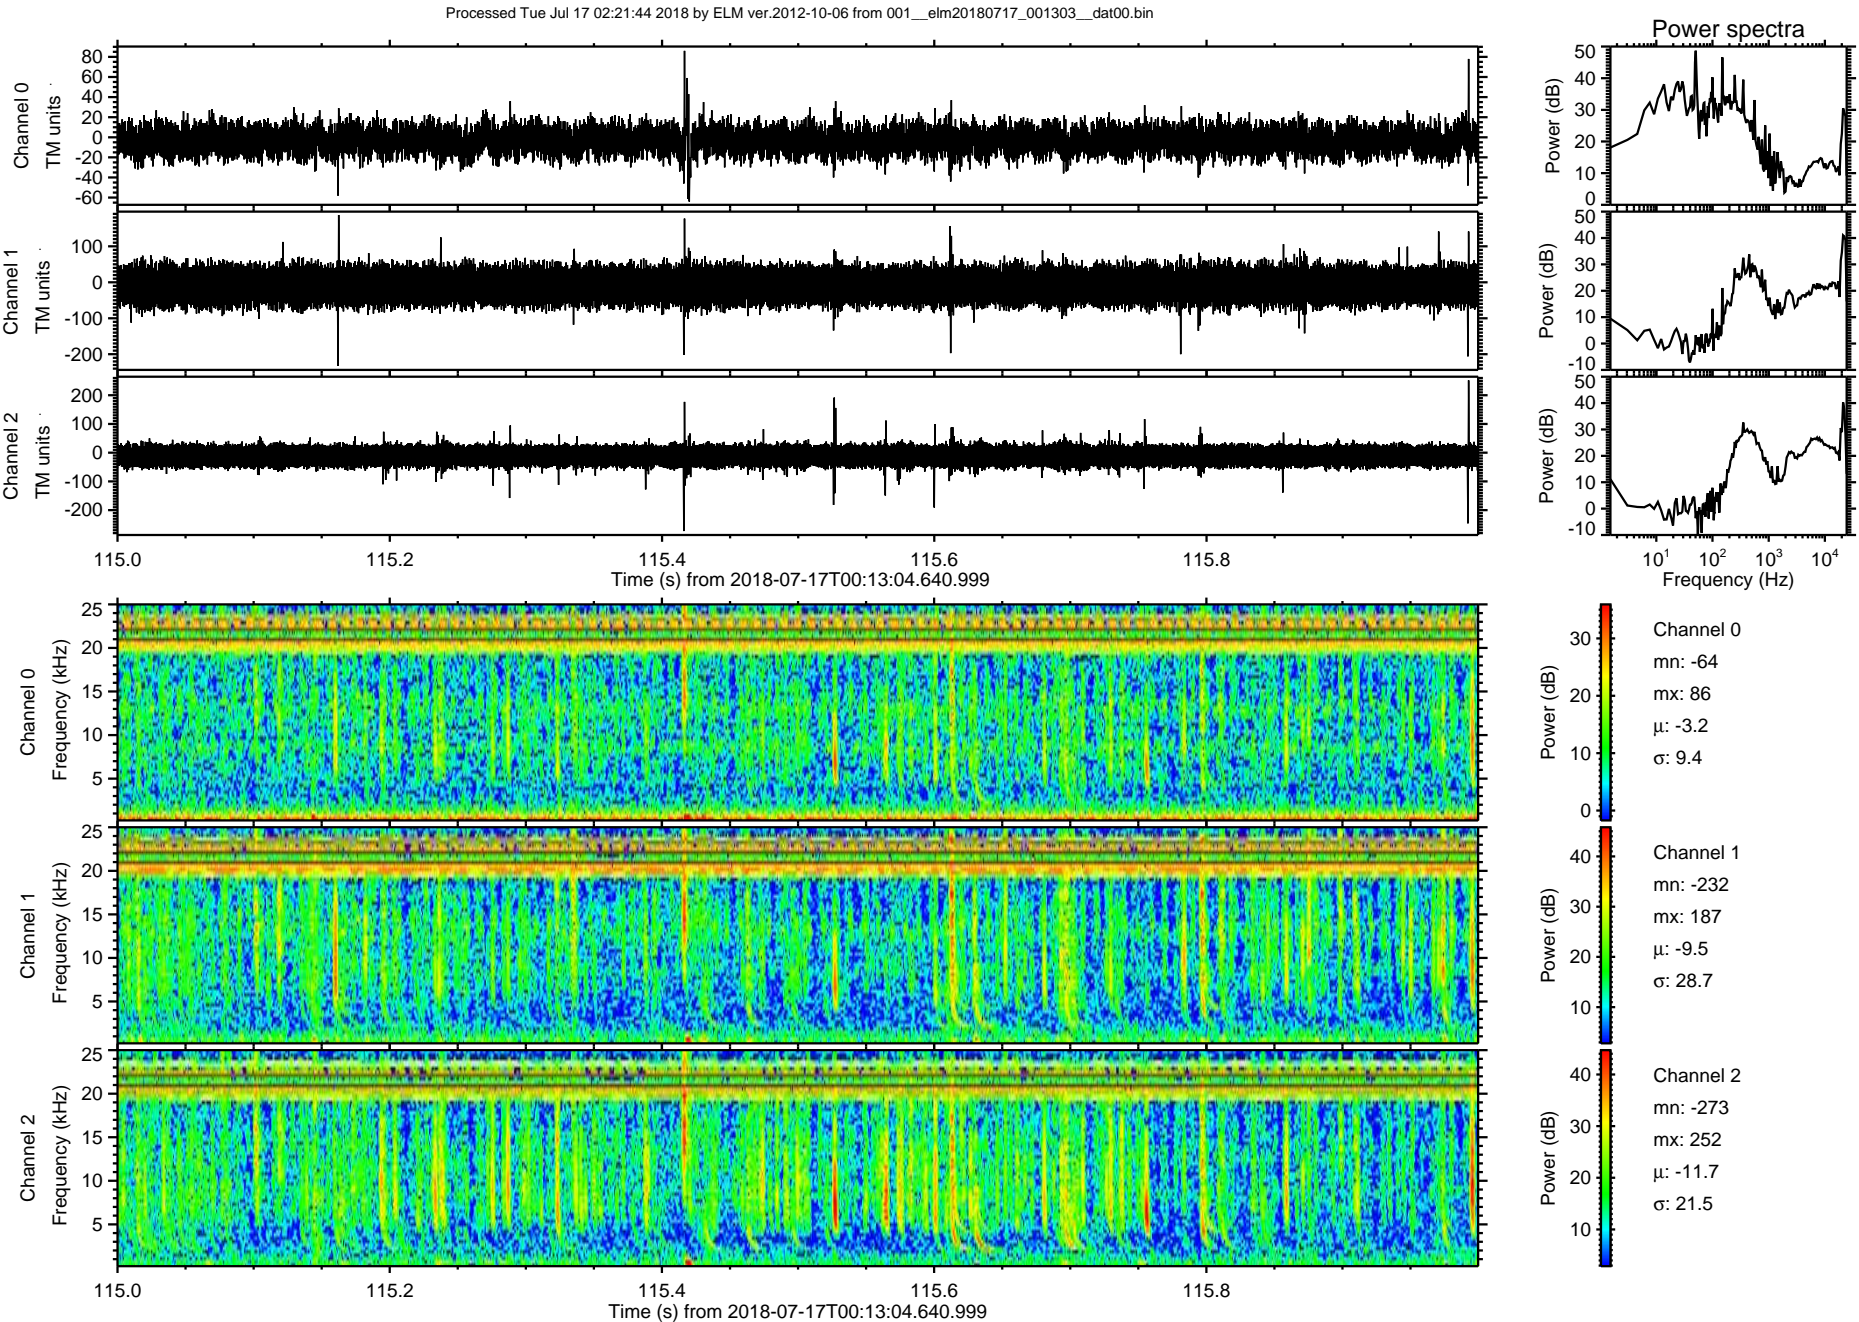 Processed Tue Jul 17 02:21:44 2018 by ELM ver.2012-10-06 from 001__elm20180717_001303__dat00.bin
Power spectra
Channel 0
TM units
80
60
40
20
0
-20
-40
-60
Power (dB)
50
40
30
20
10
0
Channel 1
TM units
100
0
-100
-200
Power (dB)
50
40
30
20
10
0
-10
Channel 2
TM units
200
100
0
-100
-200
Power (dB)
50
40
30
20
10
0
-10
115.0 115.2 115.4 115.6 115.8
Time (s) from 2018-07-17T00:13:04.640.999
10¹ 10² 10³ 10⁴
Frequency (Hz)
Channel 0
Frequency (kHz)
25
20
15
10
5
Power (dB)
30
20
10
0
Channel 0
mn: -64
mx: 86
μ: -3.2
σ: 9.4
Channel 1
Frequency (kHz)
25
20
15
10
5
Power (dB)
40
30
20
10
Channel 1
mn: -232
mx: 187
μ: -9.5
σ: 28.7
Channel 2
Frequency (kHz)
25
20
15
10
5
Power (dB)
40
30
20
10
Channel 2
mn: -273
mx: 252
μ: -11.7
σ: 21.5
115.0 115.2 115.4 115.6 115.8
Time (s) from 2018-07-17T00:13:04.640.999